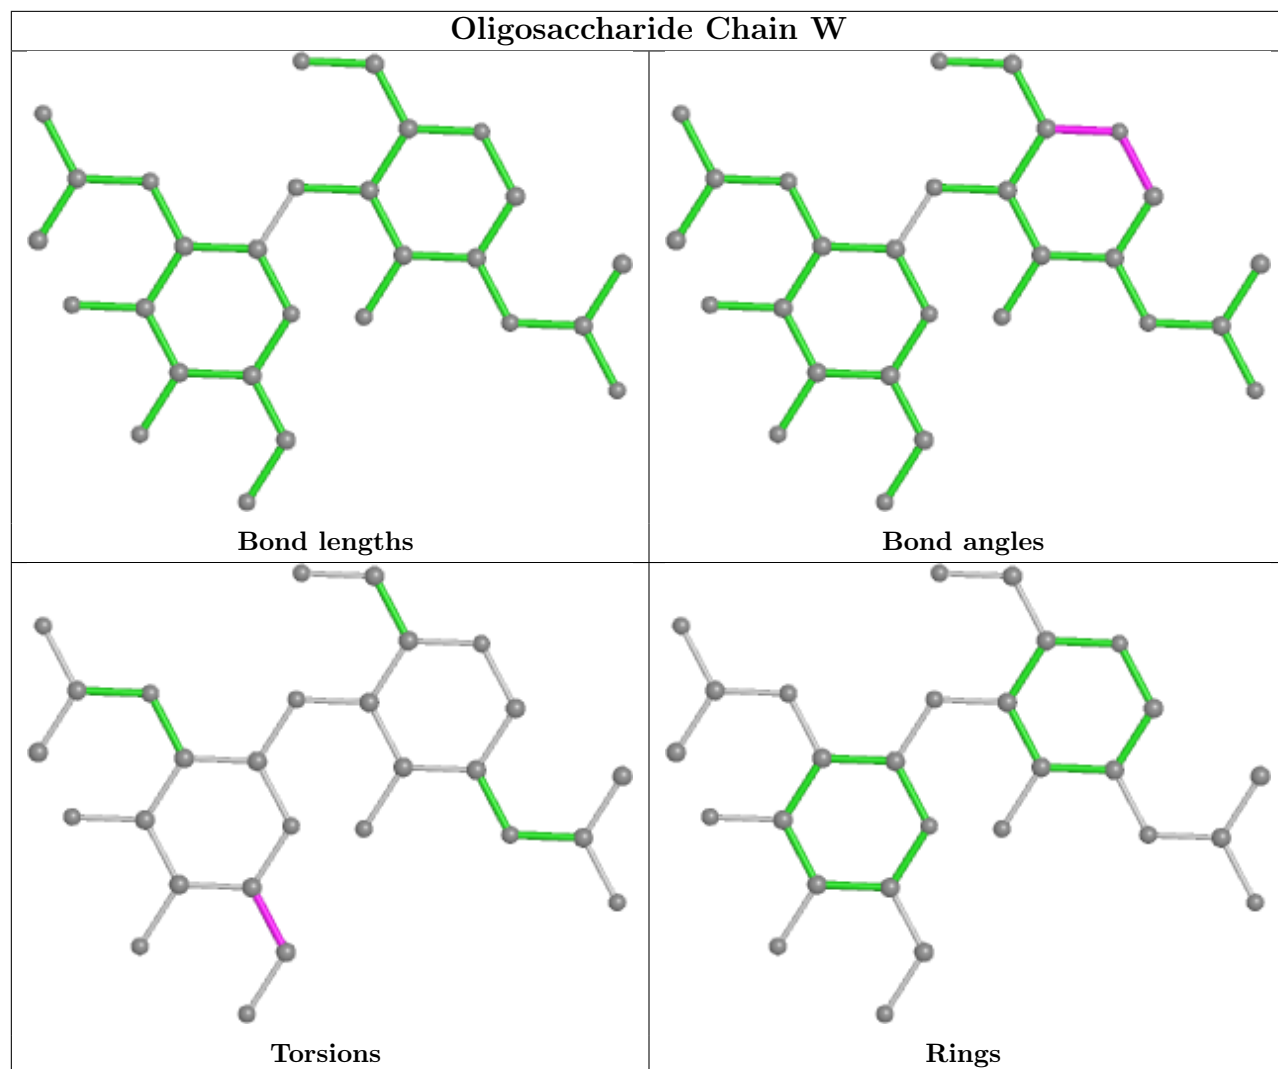 Oligosaccharide Chain W
Bond lengths
Bond angles
Torsions
Rings